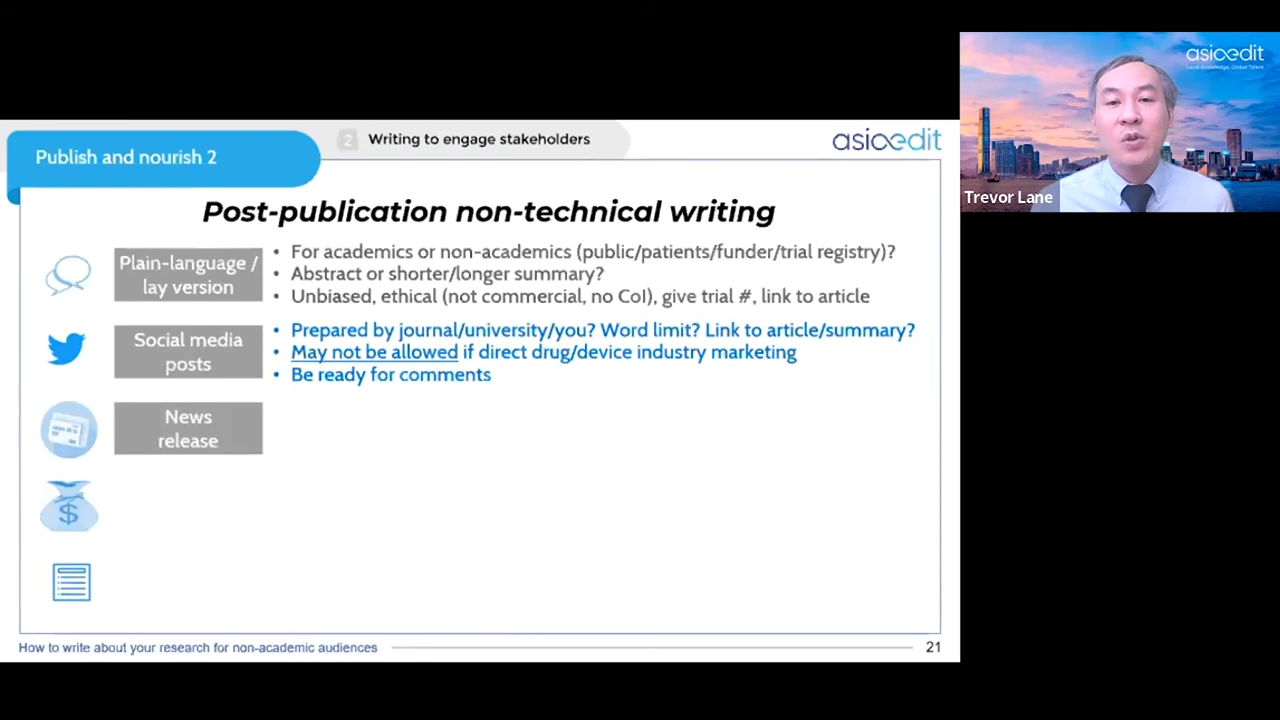 Publish and nourish 2
2 Writing to engage stakeholders
asiaedit
Post-publication non-technical writing
Plain-language /
lay version
• For academics or non-academics (public/patients/funder/trial registry)?
• Abstract or shorter/longer summary?
• Unbiased, ethical (not commercial, no CoI), give trial #, link to article
Social media
posts
• Prepared by journal/university/you? Word limit? Link to article/summary?
• May not be allowed if direct drug/device industry marketing
• Be ready for comments
News
release
$
How to write about your research for non-academic audiences
21
asiaedit
Local Knowledge, Global Talent
Trevor Lane